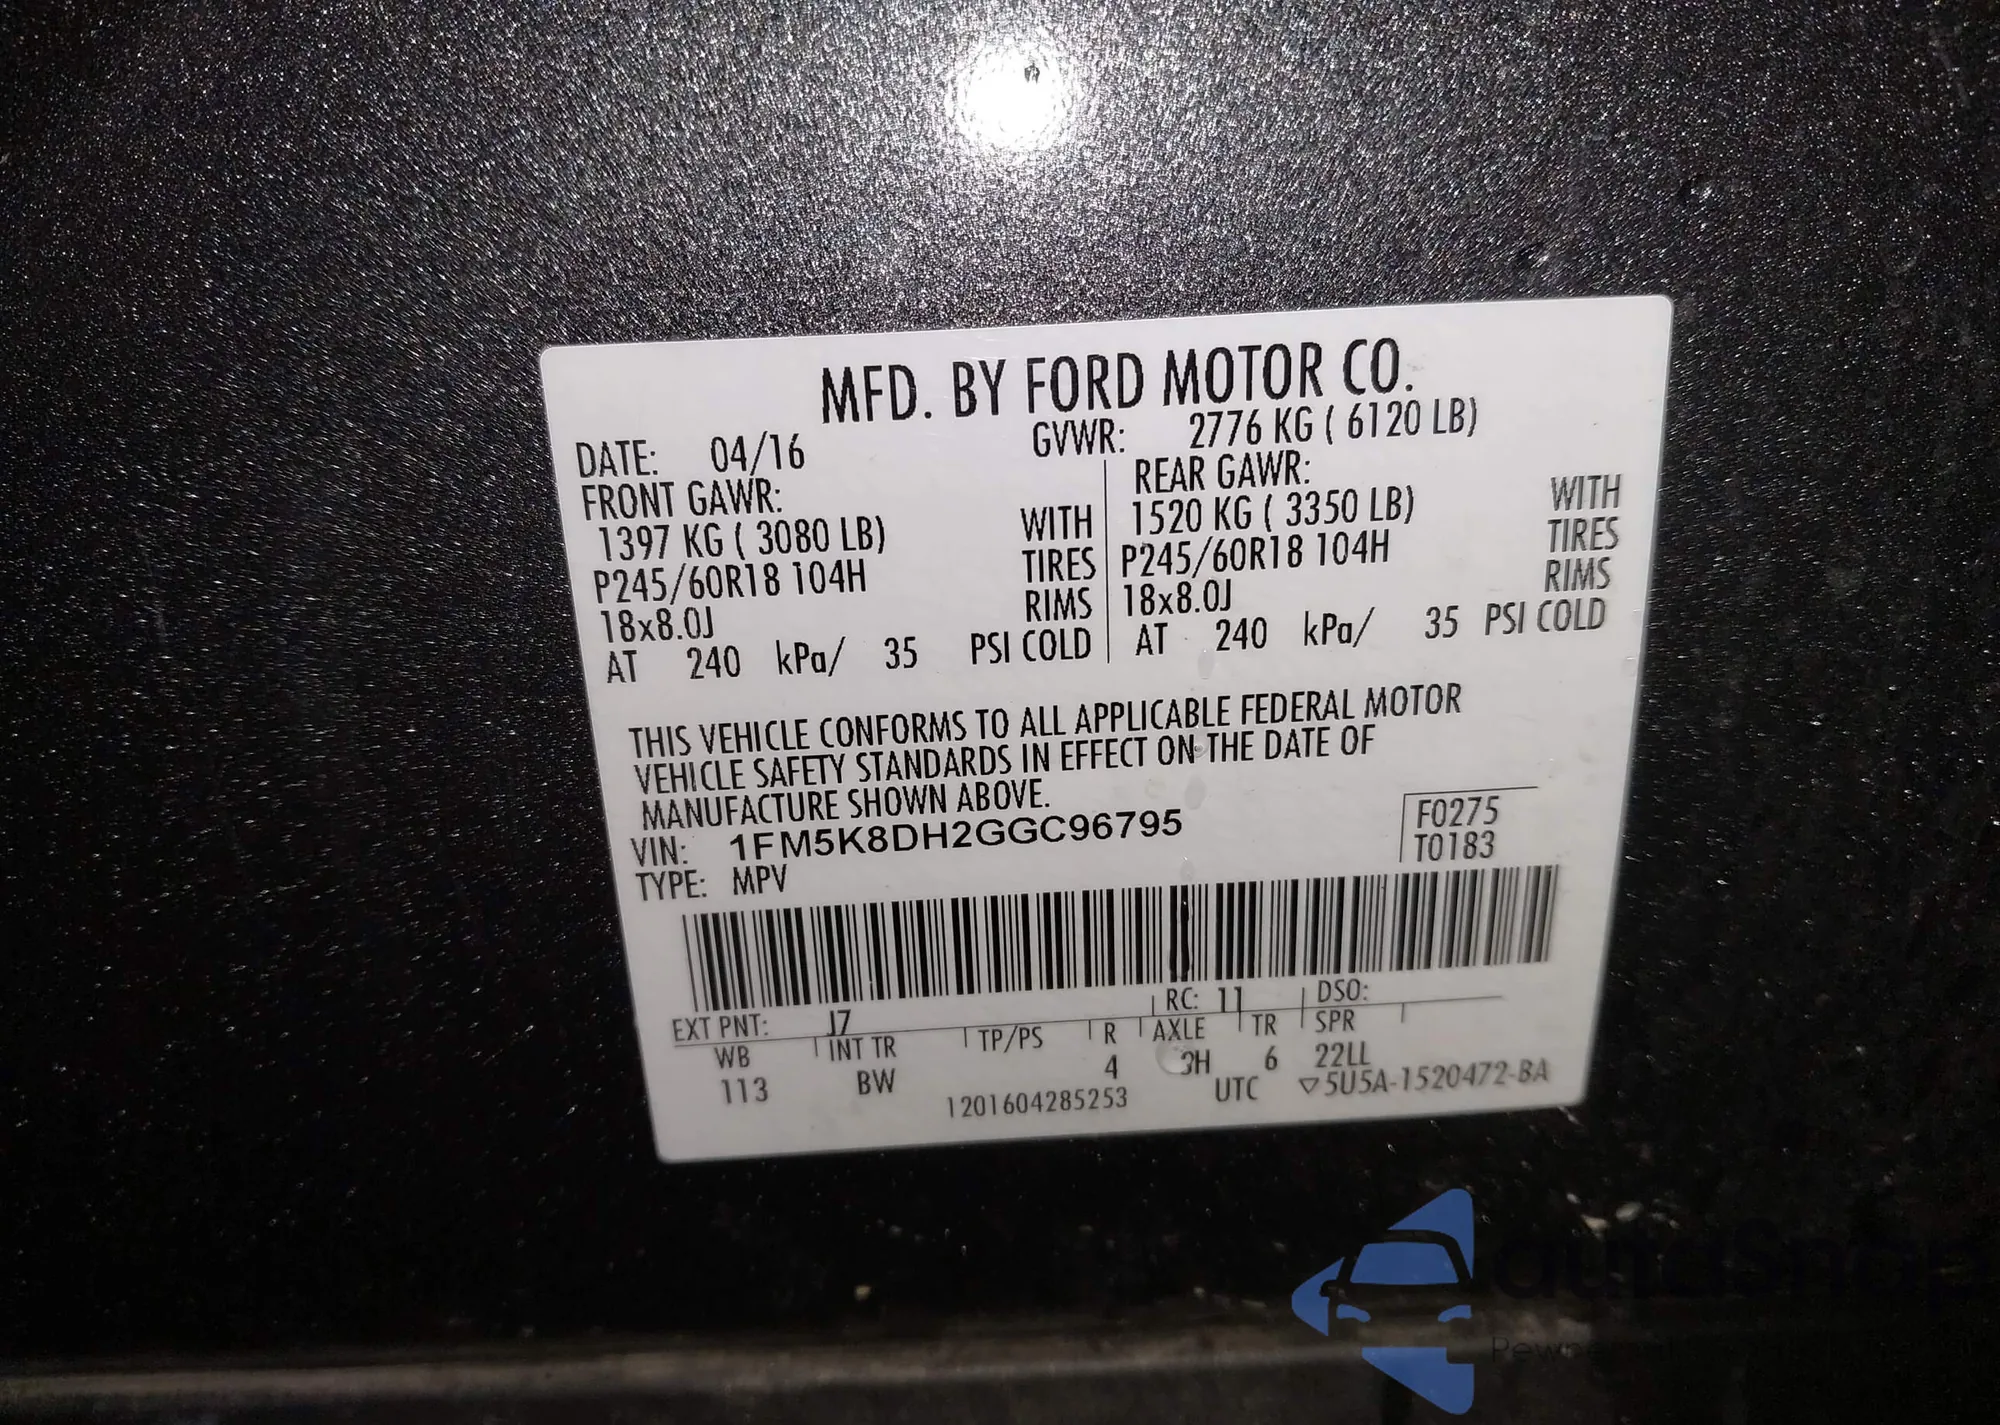 MFD. BY FORD MOTOR CO.
DATE: 04/16 GVWR: 2776 KG ( 6120 LB)
FRONT GAWR: REAR GAWR:
1397 KG ( 3080 LB) WITH 1520 KG ( 3350 LB) WITH
P245/60R18 104H TIRES P245/60R18 104H TIRES
18x8.0J RIMS 18x8.0J RIMS
AT 240 kPa/ 35 PSI COLD AT 240 kPa/ 35 PSI COLD
THIS VEHICLE CONFORMS TO ALL APPLICABLE FEDERAL MOTOR
VEHICLE SAFETY STANDARDS IN EFFECT ON THE DATE OF
MANUFACTURE SHOWN ABOVE.
VIN: 1FM5K8DH2GGC96795 F0275
TYPE: MPV T0183
EXT PNT: J7 RC: 11 DSO:
WB INT TR TP/PS R AXLE TR SPR
113 BW 4 3H 6 22LL
1201604285253 UTC ▽5U5A-1520472-BA